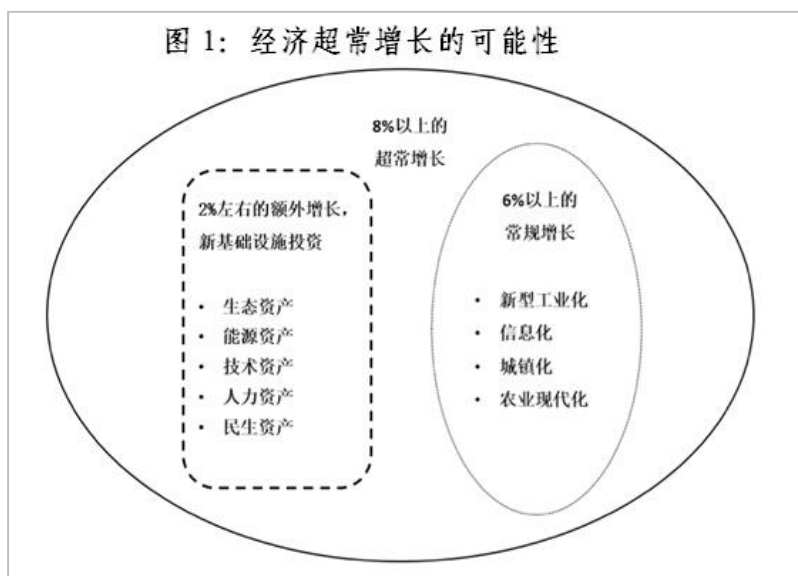 图 1：经济超常增长的可能性
8%以上的
超常增长
2%左右的额外增长，
新基础设施投资
• 生态资产
• 能源资产
• 技术资产
• 人力资产
• 民生资产
6%以上的
常规增长
• 新型工业化
• 信息化
• 城镇化
• 农业现代化